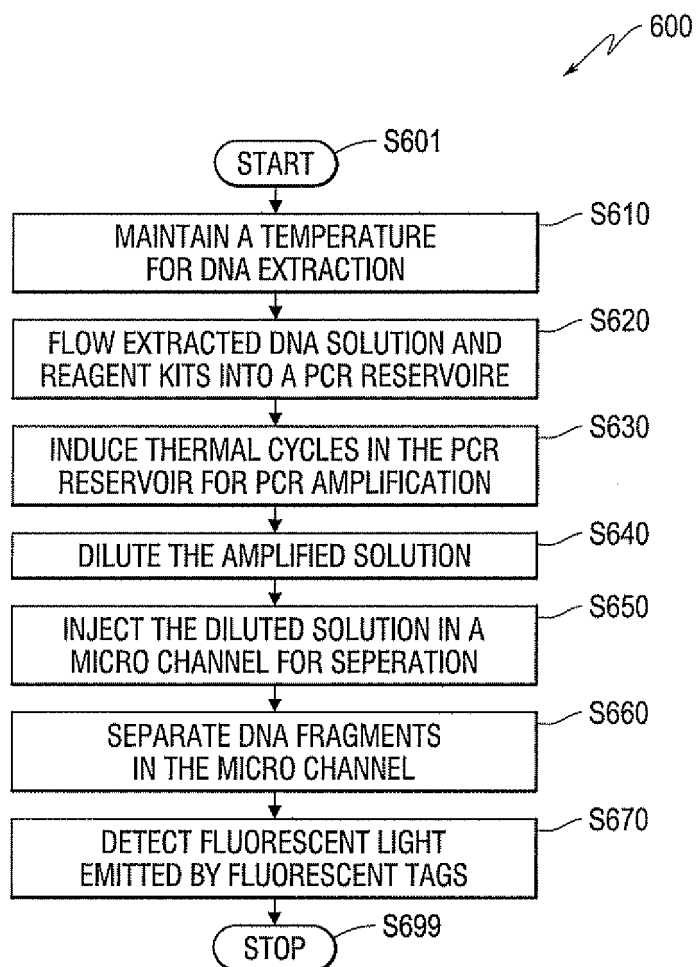 600
START
S601
MAINTAIN A TEMPERATURE
FOR DNA EXTRACTION
S610
FLOW EXTRACTED DNA SOLUTION AND
REAGENT KITS INTO A PCR RESERVOIRE
S620
INDUCE THERMAL CYCLES IN THE PCR
RESERVOIR FOR PCR AMPLIFICATION
S630
DILUTE THE AMPLIFIED SOLUTION
S640
INJECT THE DILUTED SOLUTION IN A
MICRO CHANNEL FOR SEPERATION
S650
SEPARATE DNA FRAGMENTS
IN THE MICRO CHANNEL
S660
DETECT FLUORESCENT LIGHT
EMITTED BY FLUORESCENT TAGS
S670
STOP
S699